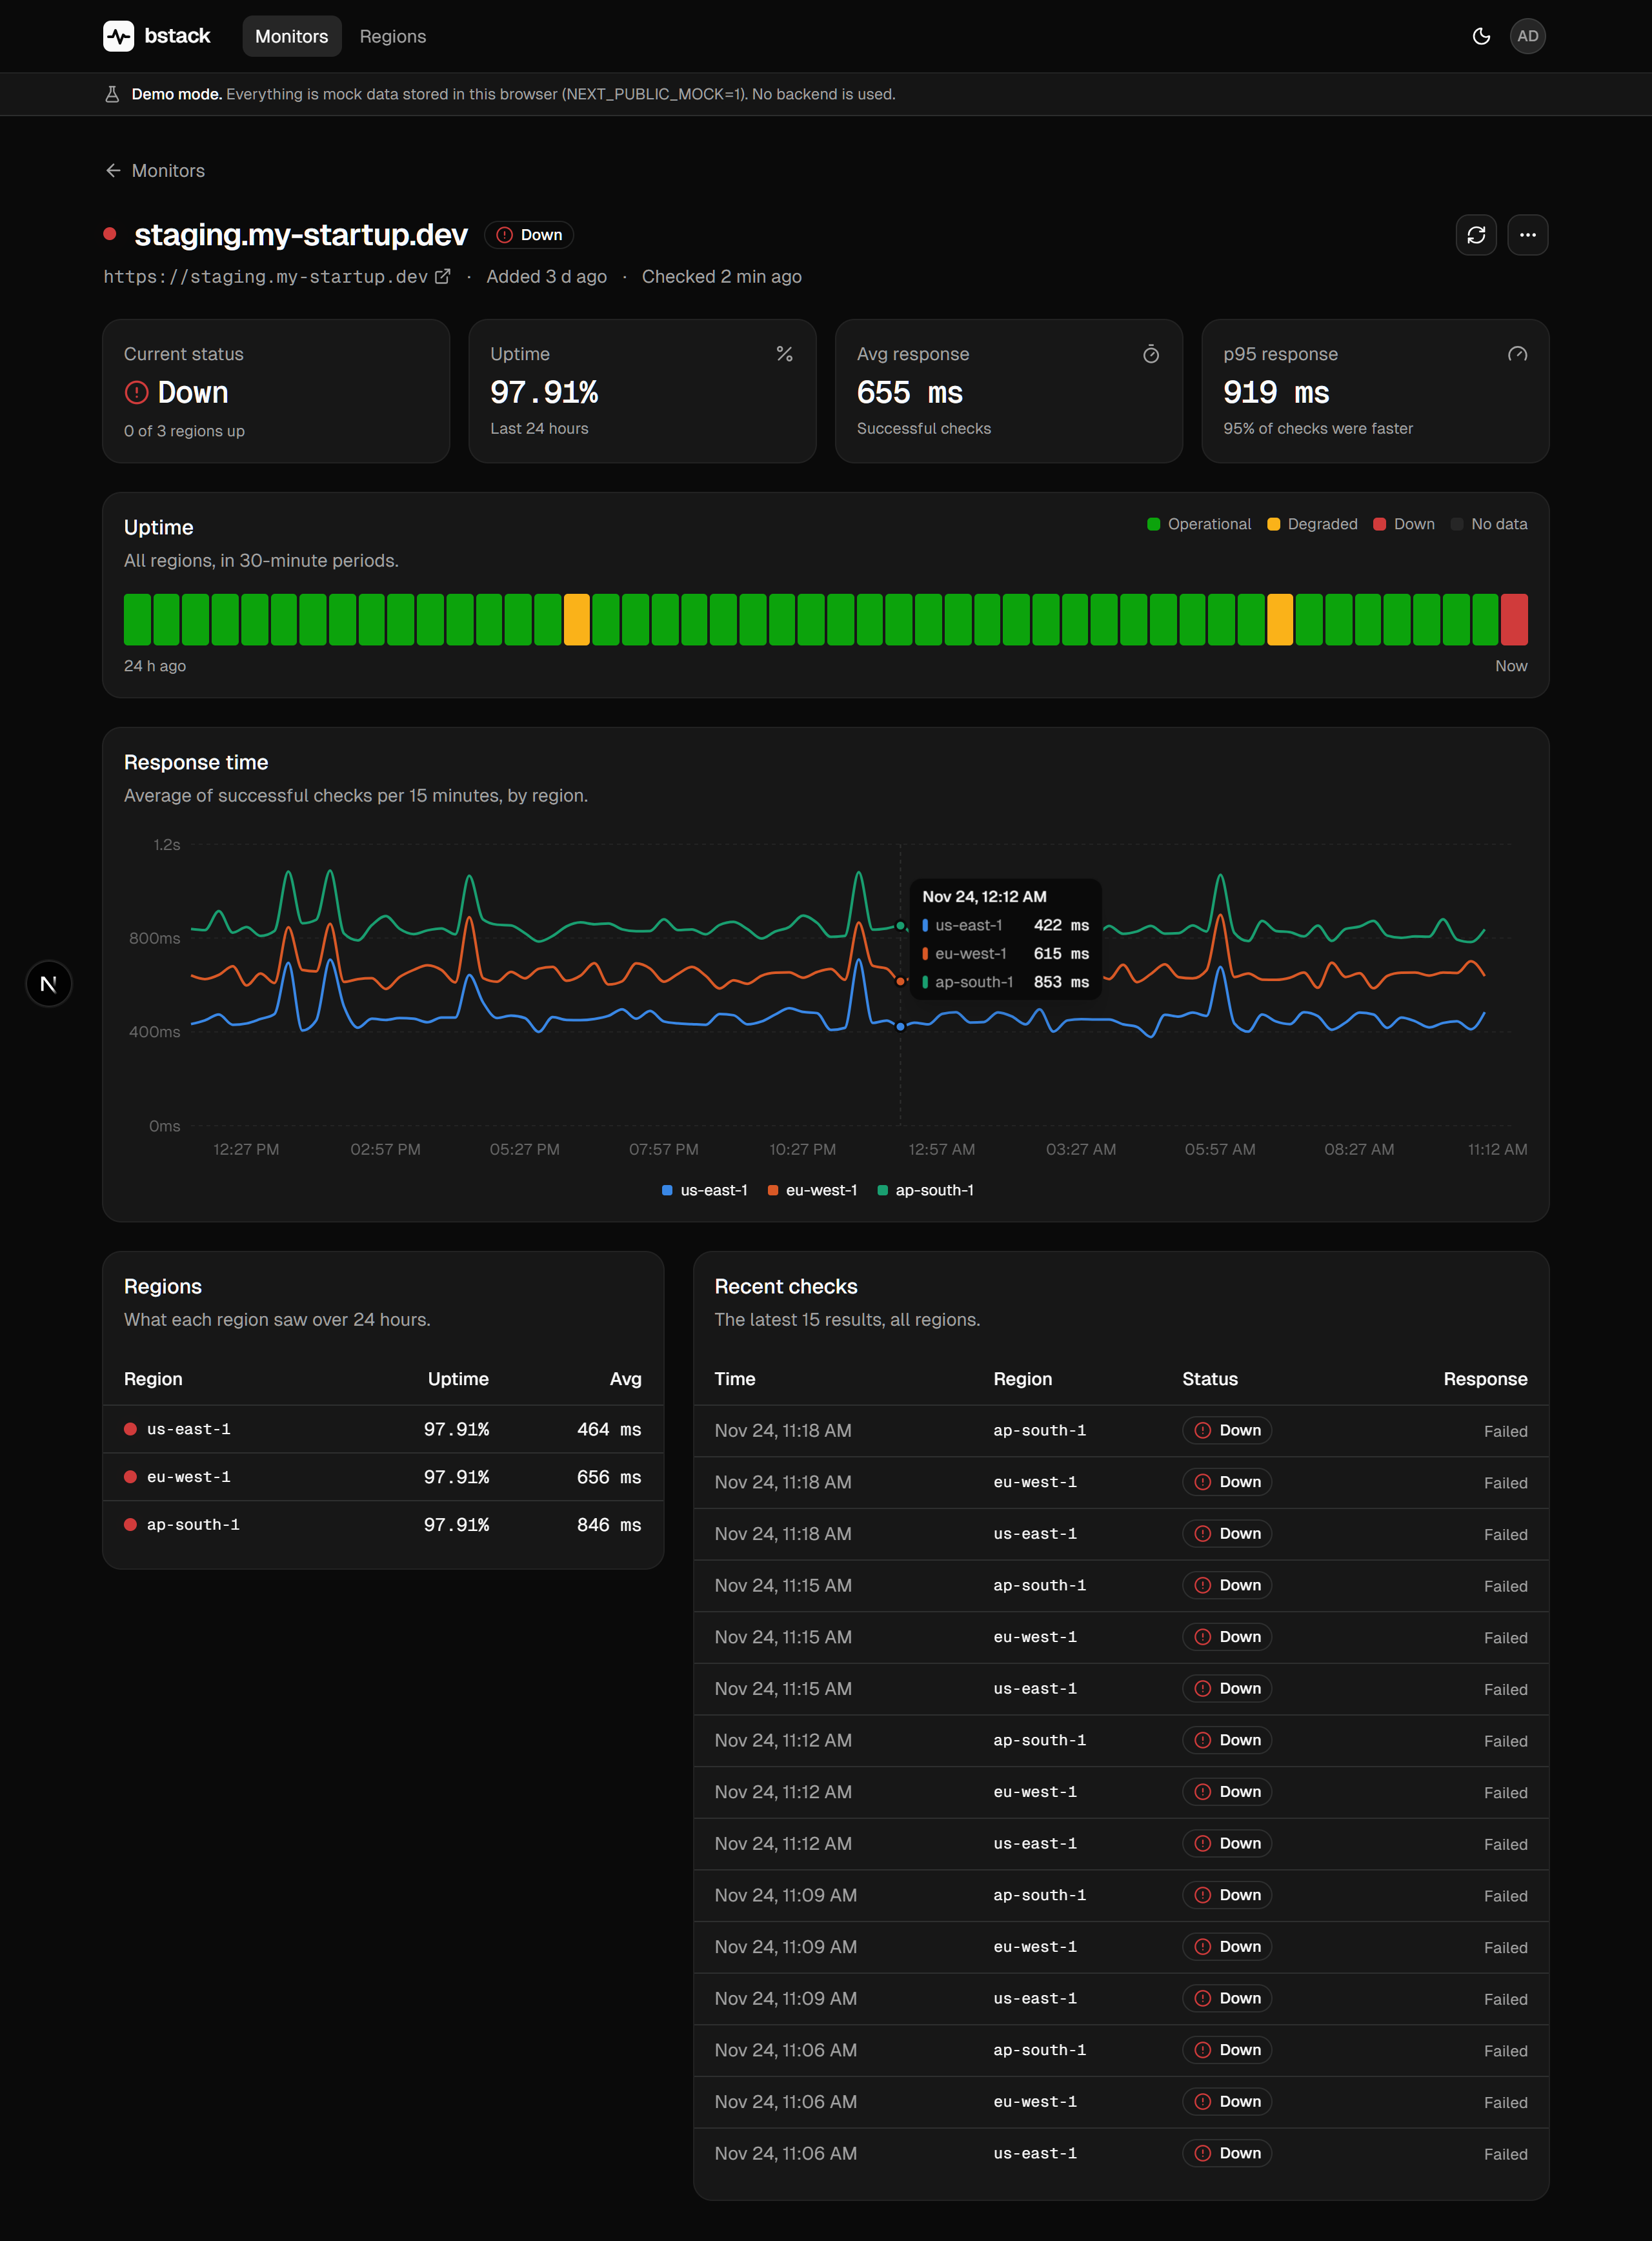 bstack Monitors Regions AD
Demo mode. Everything is mock data stored in this browser (NEXT_PUBLIC_MOCK=1). No backend is used.
Monitors
staging.my-startup.dev Down
https://staging.my-startup.dev · Added 3 d ago · Checked 2 min ago
Current status
Down
0 of 3 regions up
Uptime %
97.91%
Last 24 hours
Avg response
655 ms
Successful checks
p95 response
919 ms
95% of checks were faster
Uptime
Operational Degraded Down No data
All regions, in 30-minute periods.
24 h ago Now
Response time
Average of successful checks per 15 minutes, by region.
1.2s
800ms
400ms
0ms
Nov 24, 12:12 AM
us-east-1 422 ms
eu-west-1 615 ms
ap-south-1 853 ms
12:27 PM 02:57 PM 05:27 PM 07:57 PM 10:27 PM 12:57 AM 03:27 AM 05:57 AM 08:27 AM 11:12 AM
us-east-1 eu-west-1 ap-south-1
N
Regions
What each region saw over 24 hours.
Region Uptime Avg
us-east-1 97.91% 464 ms
eu-west-1 97.91% 656 ms
ap-south-1 97.91% 846 ms
Recent checks
The latest 15 results, all regions.
Time Region Status Response
Nov 24, 11:18 AM ap-south-1 Down Failed
Nov 24, 11:18 AM eu-west-1 Down Failed
Nov 24, 11:18 AM us-east-1 Down Failed
Nov 24, 11:15 AM ap-south-1 Down Failed
Nov 24, 11:15 AM eu-west-1 Down Failed
Nov 24, 11:15 AM us-east-1 Down Failed
Nov 24, 11:12 AM ap-south-1 Down Failed
Nov 24, 11:12 AM eu-west-1 Down Failed
Nov 24, 11:12 AM us-east-1 Down Failed
Nov 24, 11:09 AM ap-south-1 Down Failed
Nov 24, 11:09 AM eu-west-1 Down Failed
Nov 24, 11:09 AM us-east-1 Down Failed
Nov 24, 11:06 AM ap-south-1 Down Failed
Nov 24, 11:06 AM eu-west-1 Down Failed
Nov 24, 11:06 AM us-east-1 Down Failed